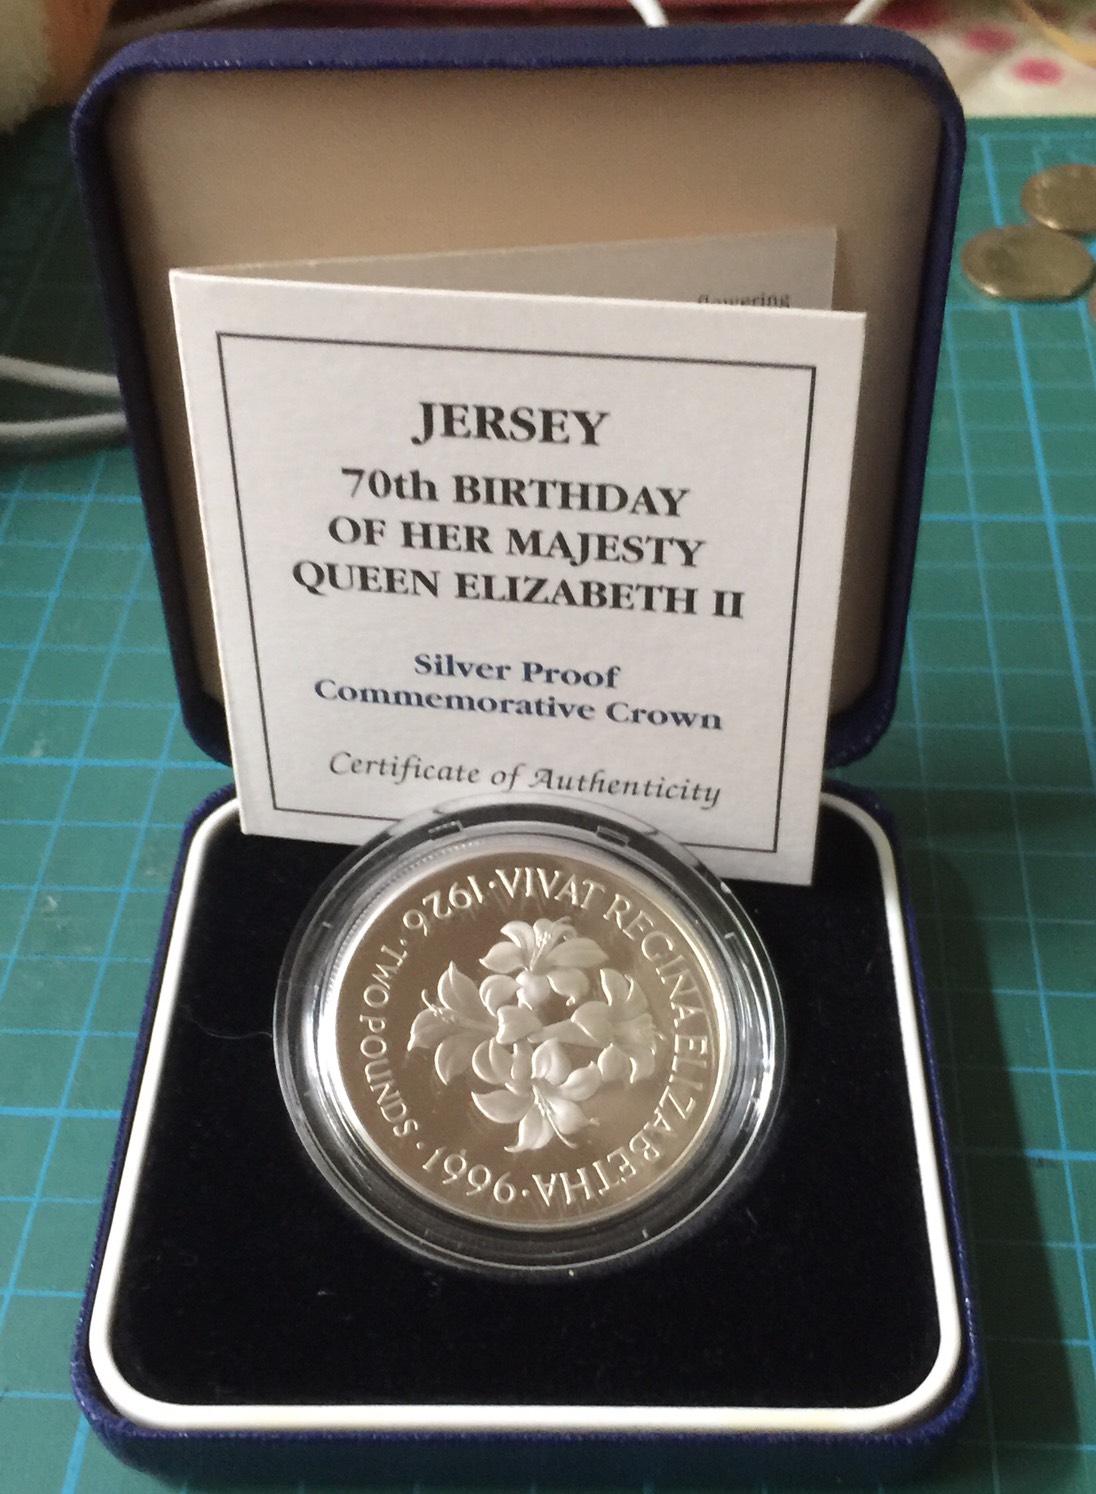 flowering
JERSEY
70th BIRTHDAY
OF HER MAJESTY
QUEEN ELIZABETH II
Silver Proof
Commemorative Crown
Certificate of Authenticity
1926 · VIVAT REGINA ELIZABETHA · 1996 · TWO POUNDS ·